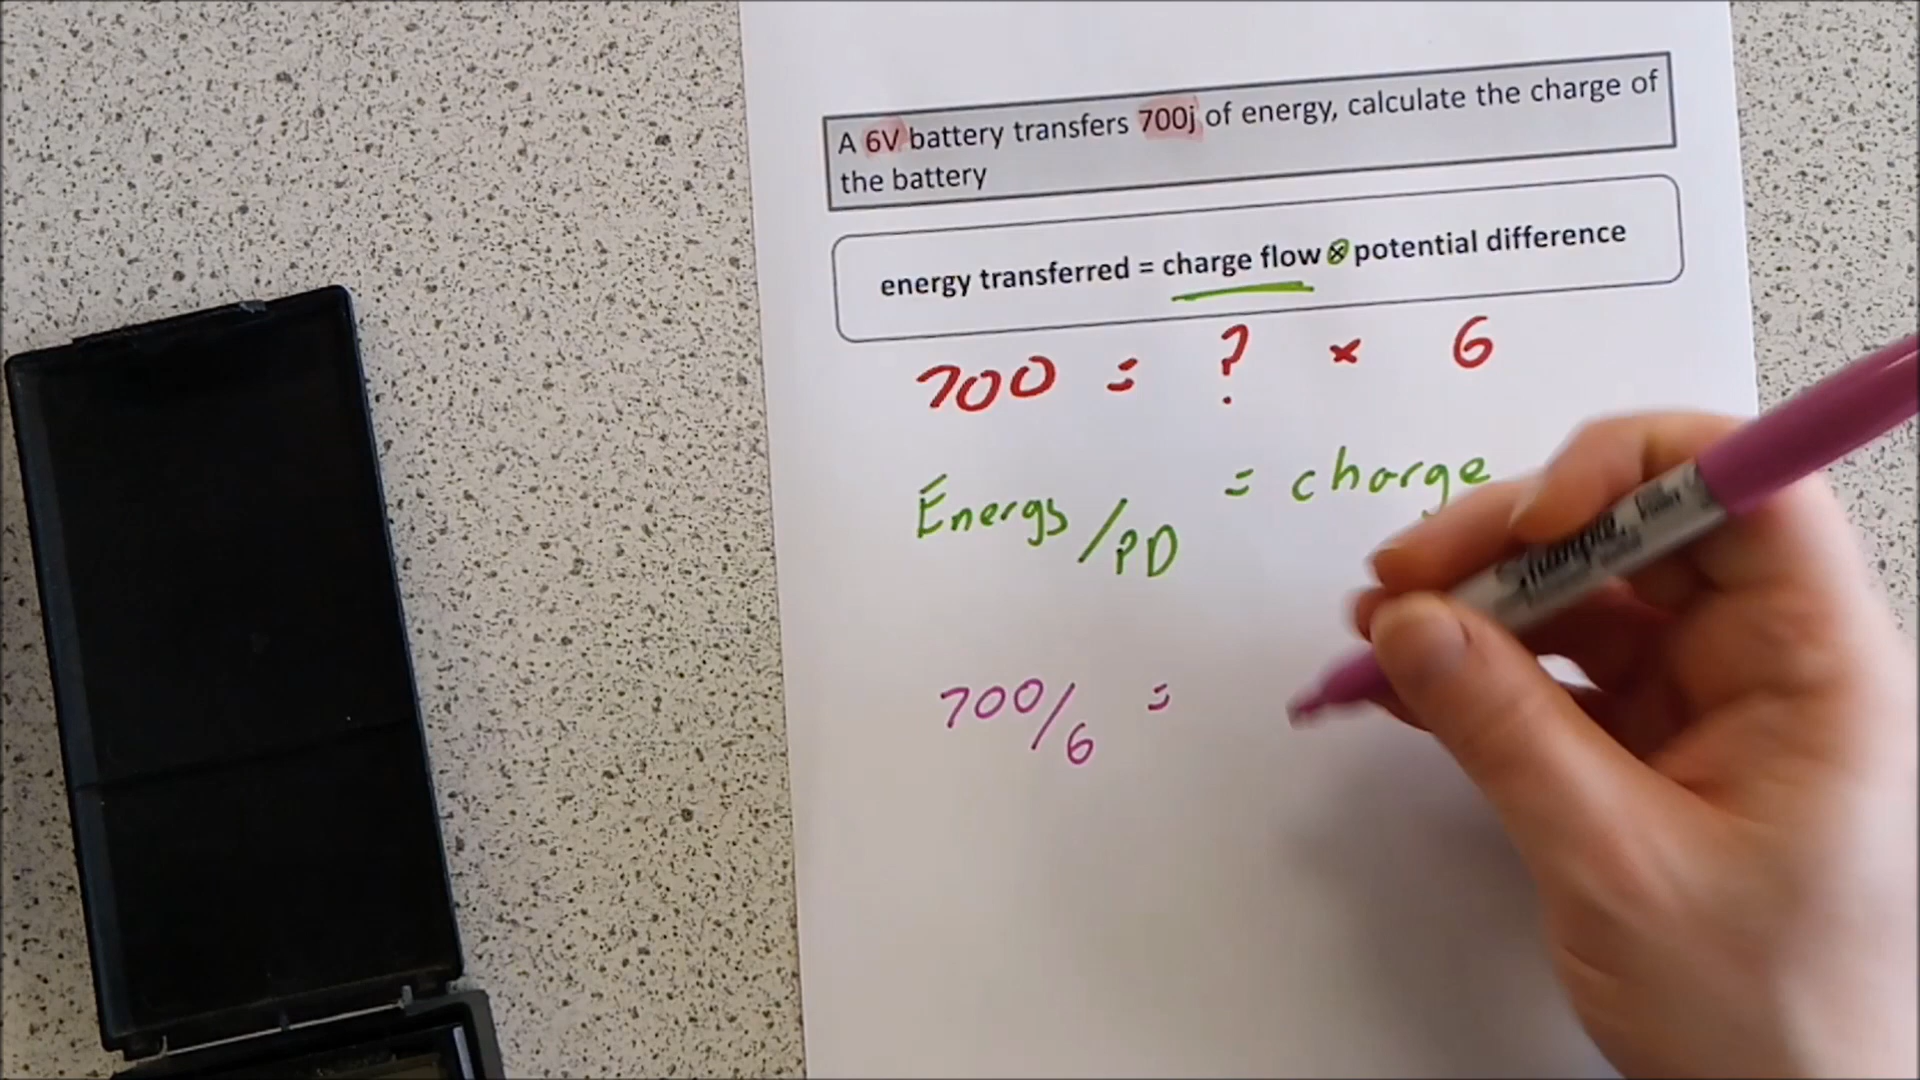 A 6V battery transfers 700j of energy, calculate the charge of
the battery
energy transferred = charge flow × potential difference
700 = ? × 6
Energy/PD = charge
700/6 =
Sharpie